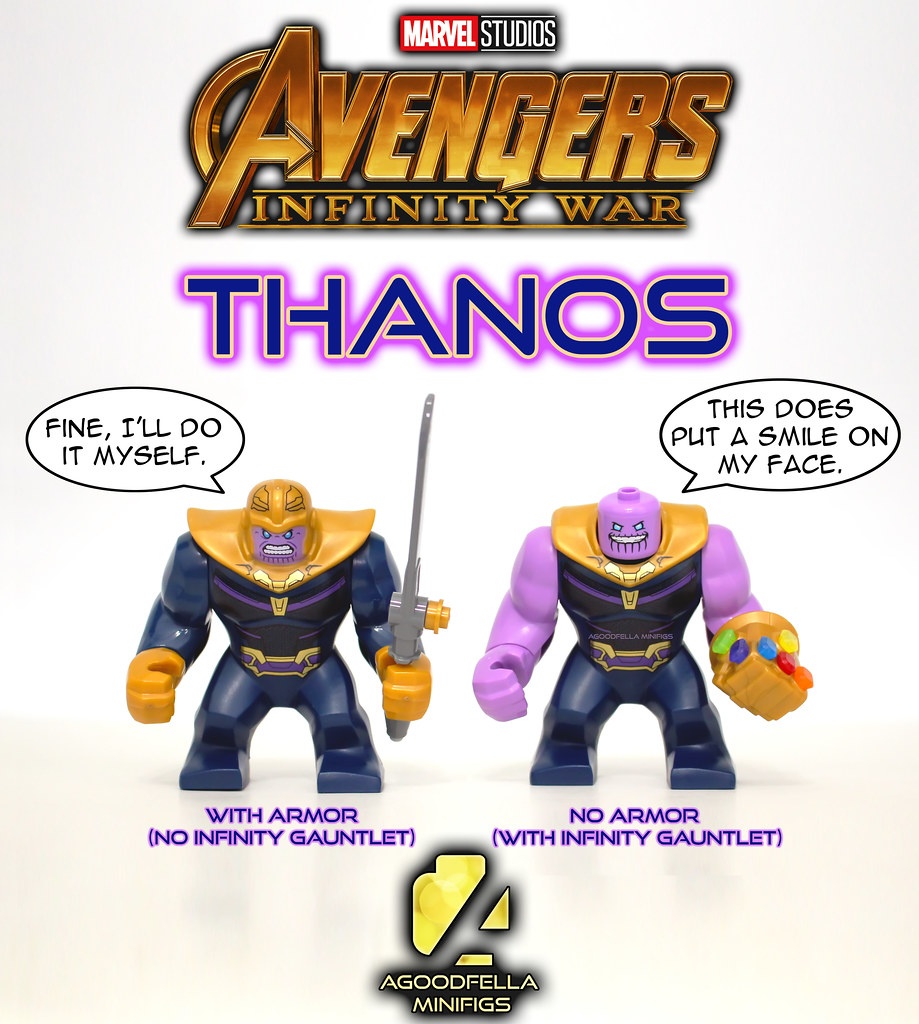 MARVEL STUDIOS
AVENGERS
INFINITY WAR
THANOS
FINE, I'LL DO
IT MYSELF.
THIS DOES
PUT A SMILE ON
MY FACE.
AGOODFELLA MINIFIGS
WITH ARMOR
(NO INFINITY GAUNTLET)
NO ARMOR
(WITH INFINITY GAUNTLET)
AGOODFELLA
MINIFIGS